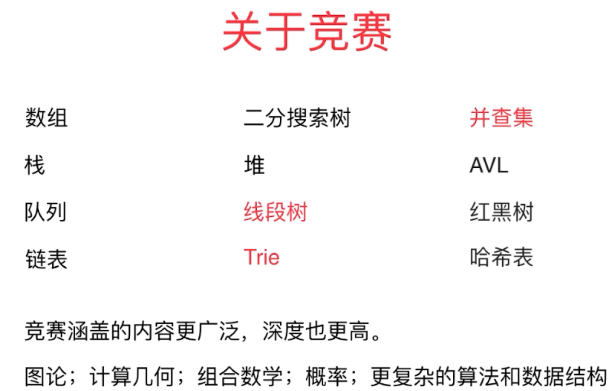 关于竞赛
数组 二分搜索树 并查集
栈 堆 AVL
队列 线段树 红黑树
链表 Trie 哈希表
竞赛涵盖的内容更广泛，深度也更高。
图论；计算几何；组合数学；概率；更复杂的算法和数据结构